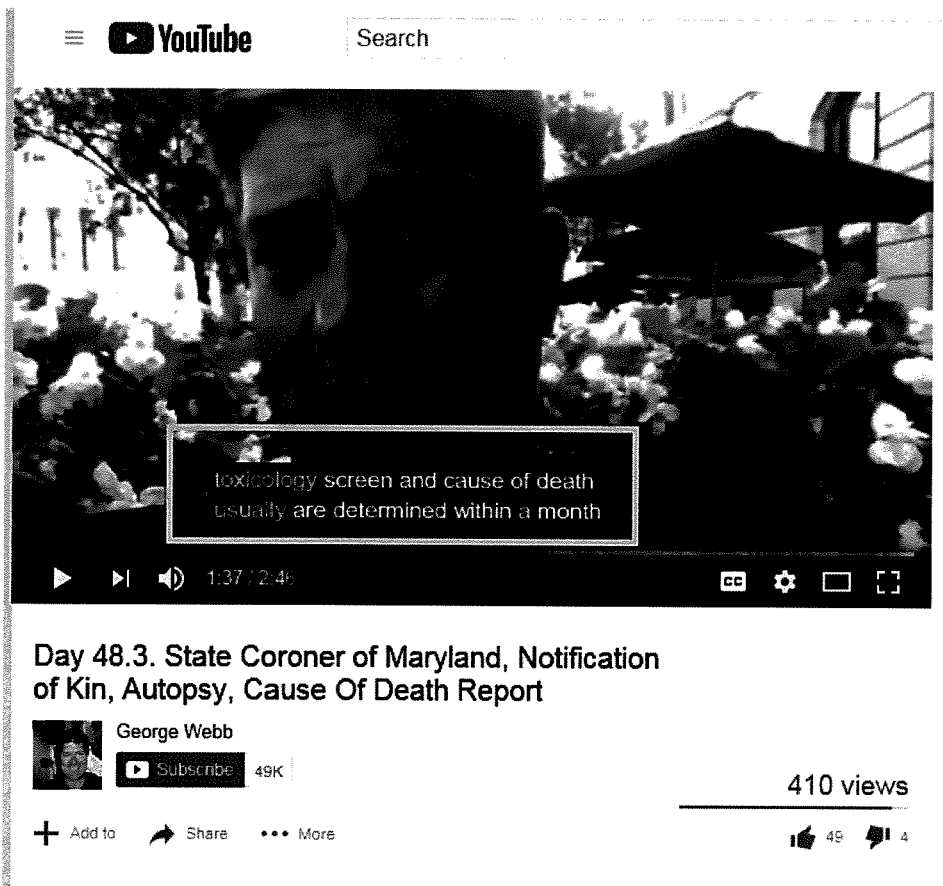 YouTube
Search
toxicology screen and cause of death
usually are determined within a month
1:37 / 2:46
CC
Day 48.3. State Coroner of Maryland, Notification
of Kin, Autopsy, Cause Of Death Report
George Webb
Subscribe 49K
410 views
Add to Share More
49 4